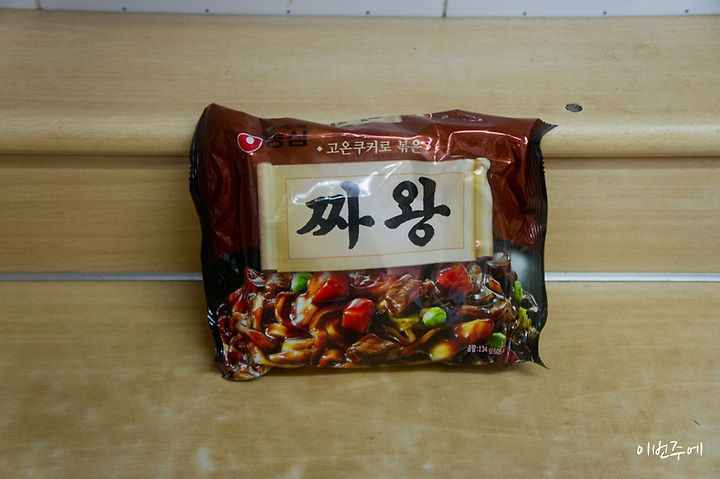 농심
고온쿠커로 볶은
짜왕
이번주에